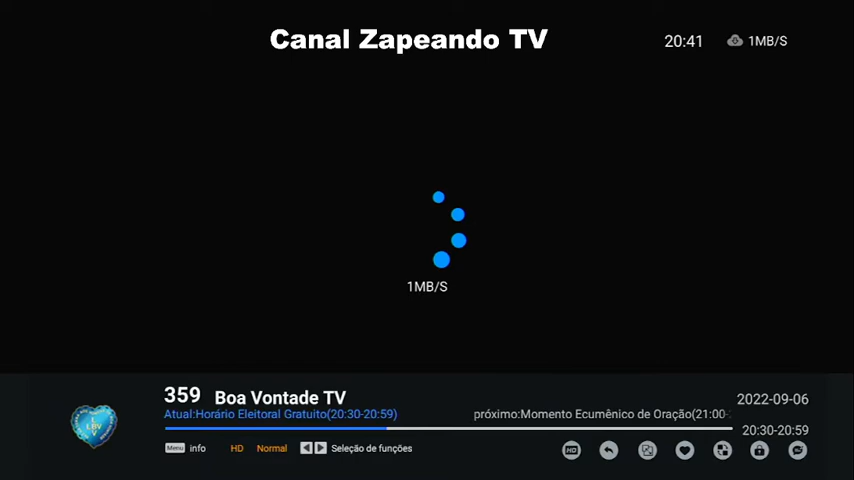 Canal Zapeando TV
20:41
1MB/S
1MB/S
359 Boa Vontade TV
2022-09-06
Atual:Horário Eleitoral Gratuito(20:30-20:59)
próximo:Momento Ecumênico de Oração(21:00-
20:30-20:59
Menu info HD Normal Seleção de funções
HD
LBV